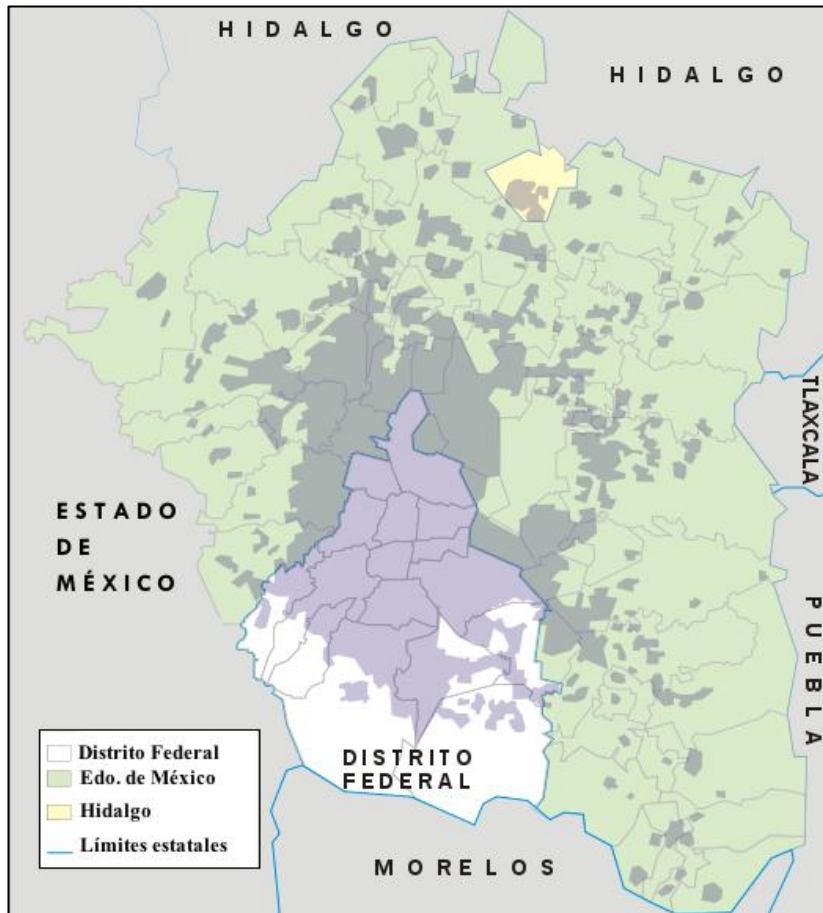 HIDALGO
HIDALGO
TLAXCALA
ESTADO
DE
MÉXICO
PUEBLA
DISTRITO
FEDERAL
MORELOS
Distrito Federal
Edo. de México
Hidalgo
Límites estatales